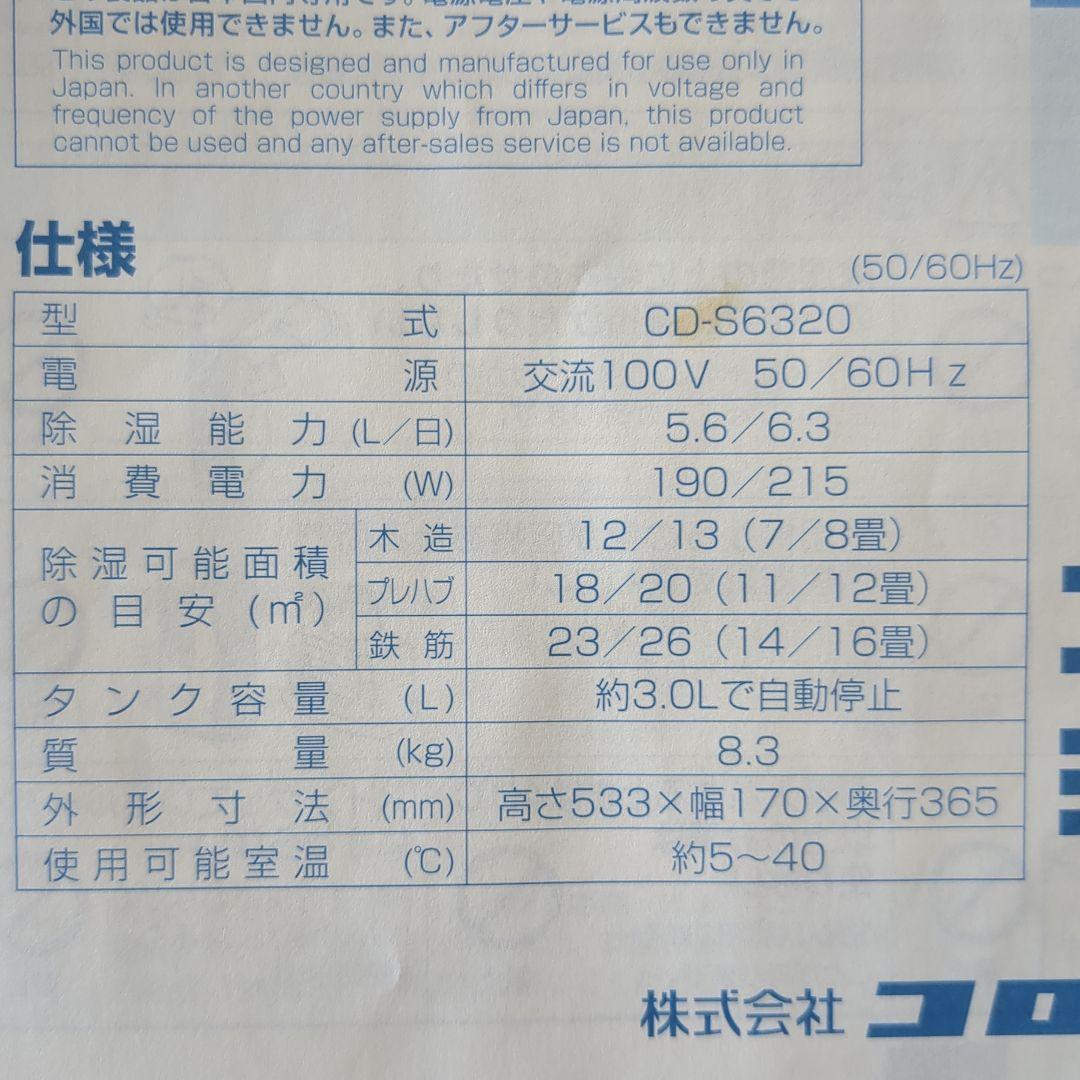 外国では使用できません。また、アフターサービスもできません。
This product is designed and manufactured for use only in
Japan. In another country which differs in voltage and
frequency of the power supply from Japan, this product
cannot be used and any after-sales service is not available.
仕様
(50/60Hz)
型式 CD-S6320
電源 交流100V 50/60Hz
除湿能力 (L/日) 5.6/6.3
消費電力 (W) 190/215
除湿可能面積の目安(㎡) 木造 12/13(7/8畳)
プレハブ 18/20(11/12畳)
鉄筋 23/26(14/16畳)
タンク容量 (L) 約3.0Lで自動停止
質量 (kg) 8.3
外形寸法 (mm) 高さ533×幅170×奥行365
使用可能室温 (℃) 約5~40
株式会社 コロ